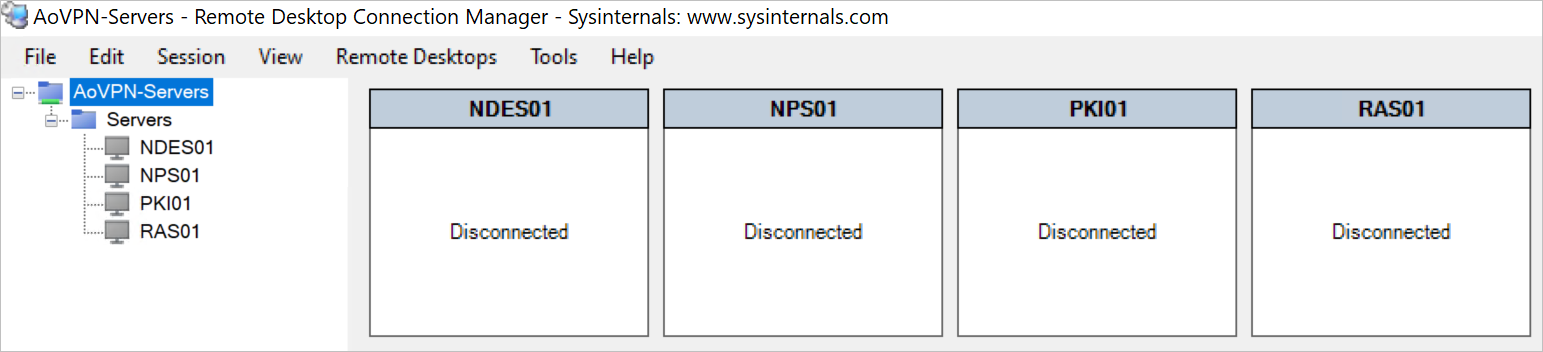 AoVPN-Servers - Remote Desktop Connection Manager - Sysinternals: www.sysinternals.com
File Edit Session View Remote Desktops Tools Help
AoVPN-Servers
Servers
NDES01
NPS01
PKI01
RAS01
NDES01 NPS01 PKI01 RAS01
Disconnected Disconnected Disconnected Disconnected